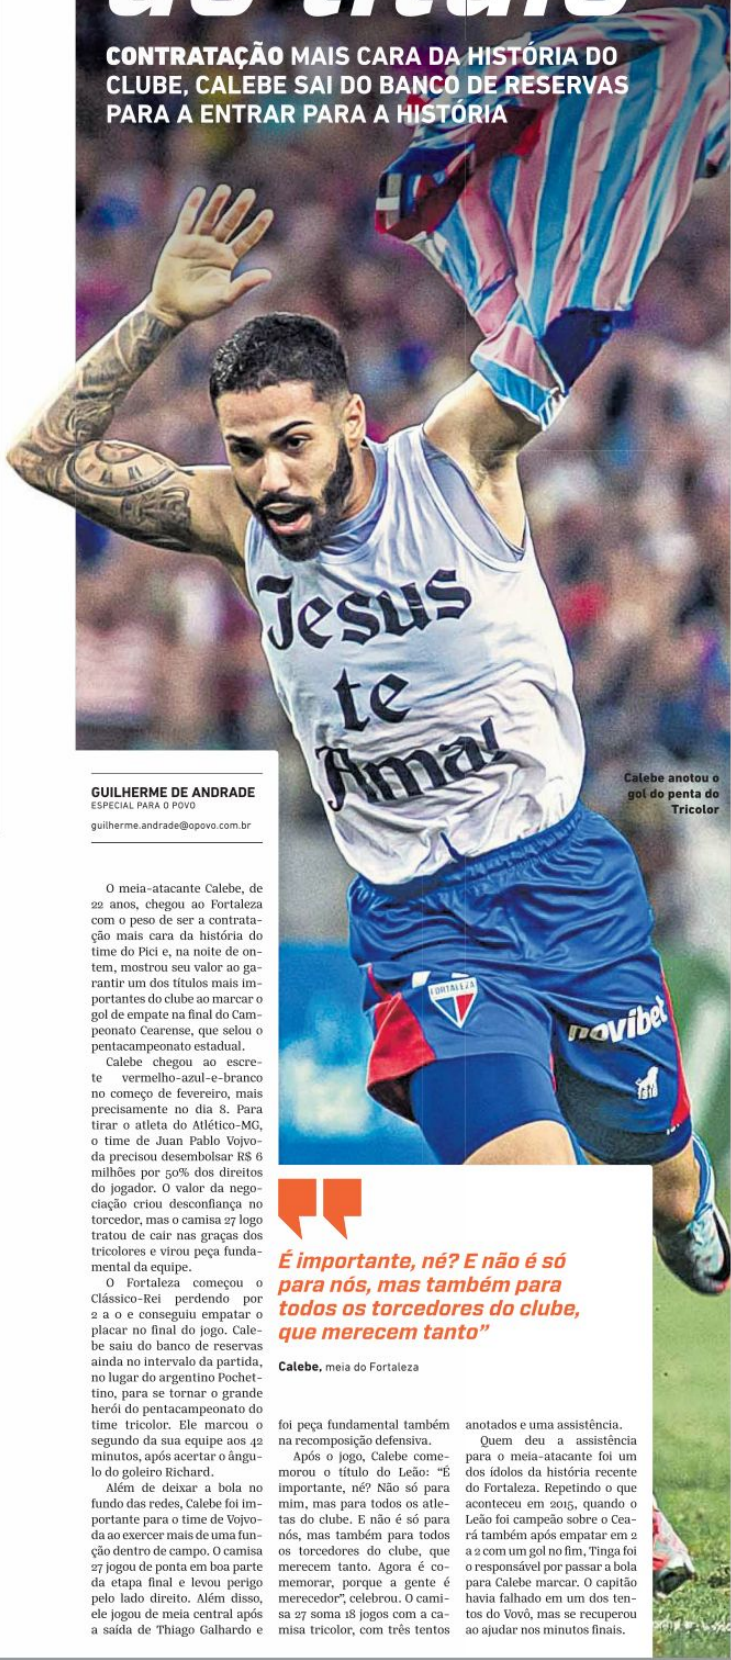 CONTRATAÇÃO MAIS CARA DA HISTÓRIA DO
CLUBE, CALEBE SAI DO BANCO DE RESERVAS
PARA A ENTRAR PARA A HISTÓRIA
Jesus
te
Ama!
Calebe anotou o
gol do penta do
Tricolor
FORTALEZA
novibet
1918
GUILHERME DE ANDRADE
ESPECIAL PARA O POVO
guilherme.andrade@opovo.com.br
O meia-atacante Calebe, de
22 anos, chegou ao Fortaleza
com o peso de ser a contrata-
ção mais cara da história do
time do Pici e, na noite de on-
tem, mostrou seu valor ao ga-
rantir um dos títulos mais im-
portantes do clube ao marcar o
gol de empate na final do Cam-
peonato Cearense, que selou o
pentacampeonato estadual.
Calebe chegou ao escre-
te vermelho-azul-e-branco
no começo de fevereiro, mais
precisamente no dia 8. Para
tirar o atleta do Atlético-MG,
o time de Juan Pablo Vojvo-
da precisou desembolsar R$ 6
milhões por 50% dos direitos
do jogador. O valor da nego-
ciação criou desconfiança no
torcedor, mas o camisa 27 logo
tratou de cair nas graças dos
tricolores e virou peça funda-
mental da equipe.
O Fortaleza começou o
Clássico-Rei perdendo por
2 a 0 e conseguiu empatar o
placar no final do jogo. Cale-
be saiu do banco de reservas
ainda no intervalo da partida,
no lugar do argentino Pochet-
tino, para se tornar o grande
herói do pentacampeonato do
time tricolor. Ele marcou o
segundo da sua equipe aos 42
minutos, após acertar o ângu-
lo do goleiro Richard.
Além de deixar a bola no
fundo das redes, Calebe foi im-
portante para o time de Vojvo-
da ao exercer mais de uma fun-
ção dentro de campo. O camisa
27 jogou de ponta em boa parte
da etapa final e levou perigo
pelo lado direito. Além disso,
ele jogou de meia central após
a saída de Thiago Galhardo e
É importante, né? E não é só
para nós, mas também para
todos os torcedores do clube,
que merecem tanto”
Calebe, meia do Fortaleza
foi peça fundamental também
na recomposição defensiva.
Após o jogo, Calebe come-
morou o título do Leão: “É
importante, né? Não só para
mim, mas para todos os atle-
tas do clube. E não é só para
nós, mas também para todos
os torcedores do clube, que
merecem tanto. Agora é co-
memorar, porque a gente é
merecedor”, celebrou. O cami-
sa 27 soma 18 jogos com a ca-
misa tricolor, com três tentos
anotados e uma assistência.
Quem deu a assistência
para o meia-atacante foi um
dos ídolos da história recente
do Fortaleza. Repetindo o que
aconteceu em 2015, quando o
Leão foi campeão sobre o Cea-
rá também após empatar em 2
a 2 com um gol no fim, Tinga foi
o responsável por passar a bola
para Calebe marcar. O capitão
havia falhado em um dos ten-
tos do Vovô, mas se recuperou
ao ajudar nos minutos finais.